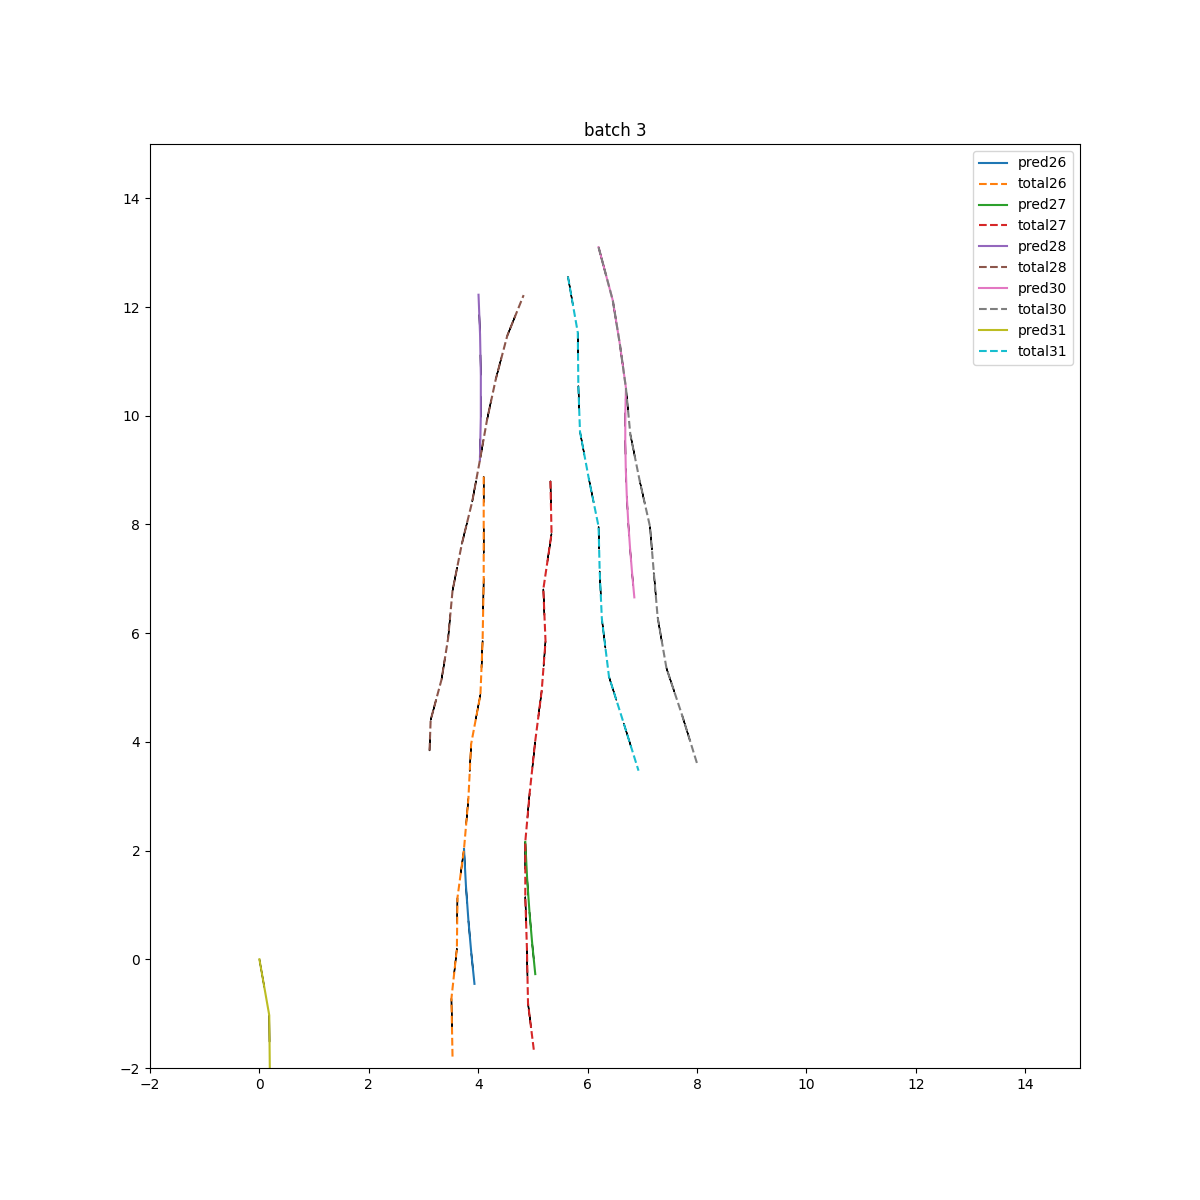 batch 3
pred26
total26
pred27
total27
pred28
total28
pred30
total30
pred31
total31
14
12
10
8
6
4
2
0
−2
−2 0 2 4 6 8 10 12 14